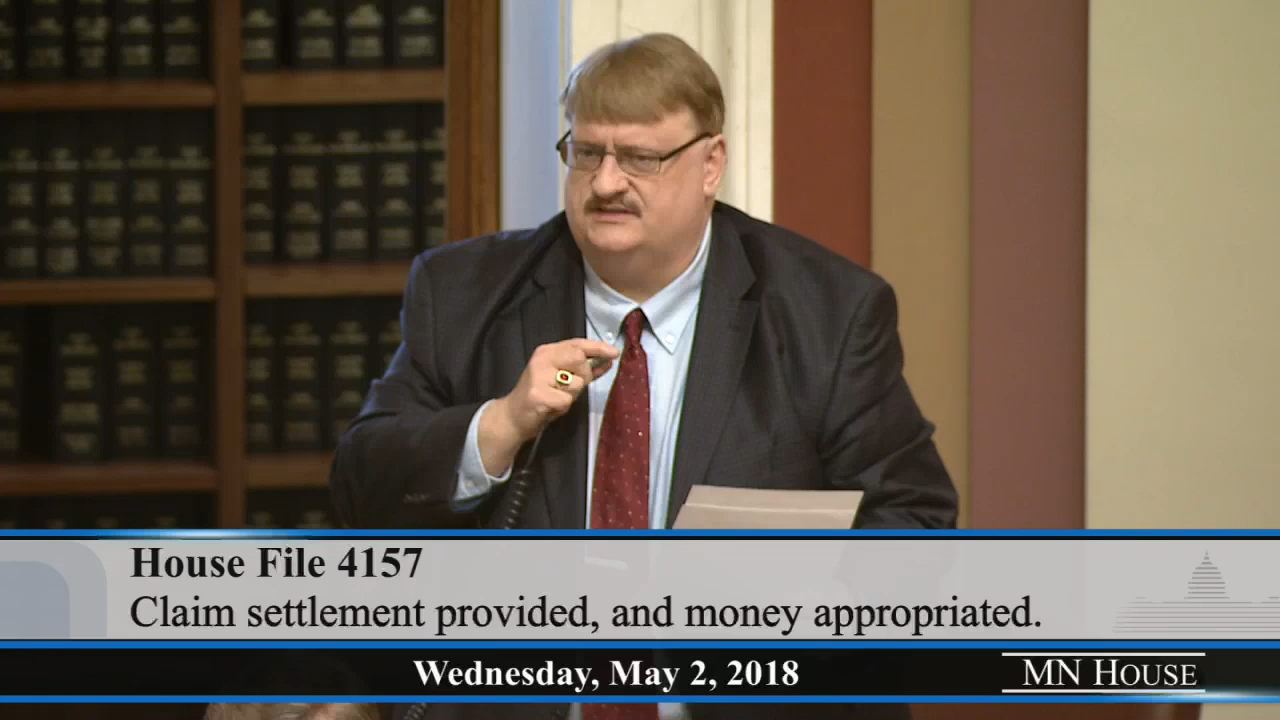 House File 4157
Claim settlement provided, and money appropriated.
Wednesday, May 2, 2018
MN HOUSE